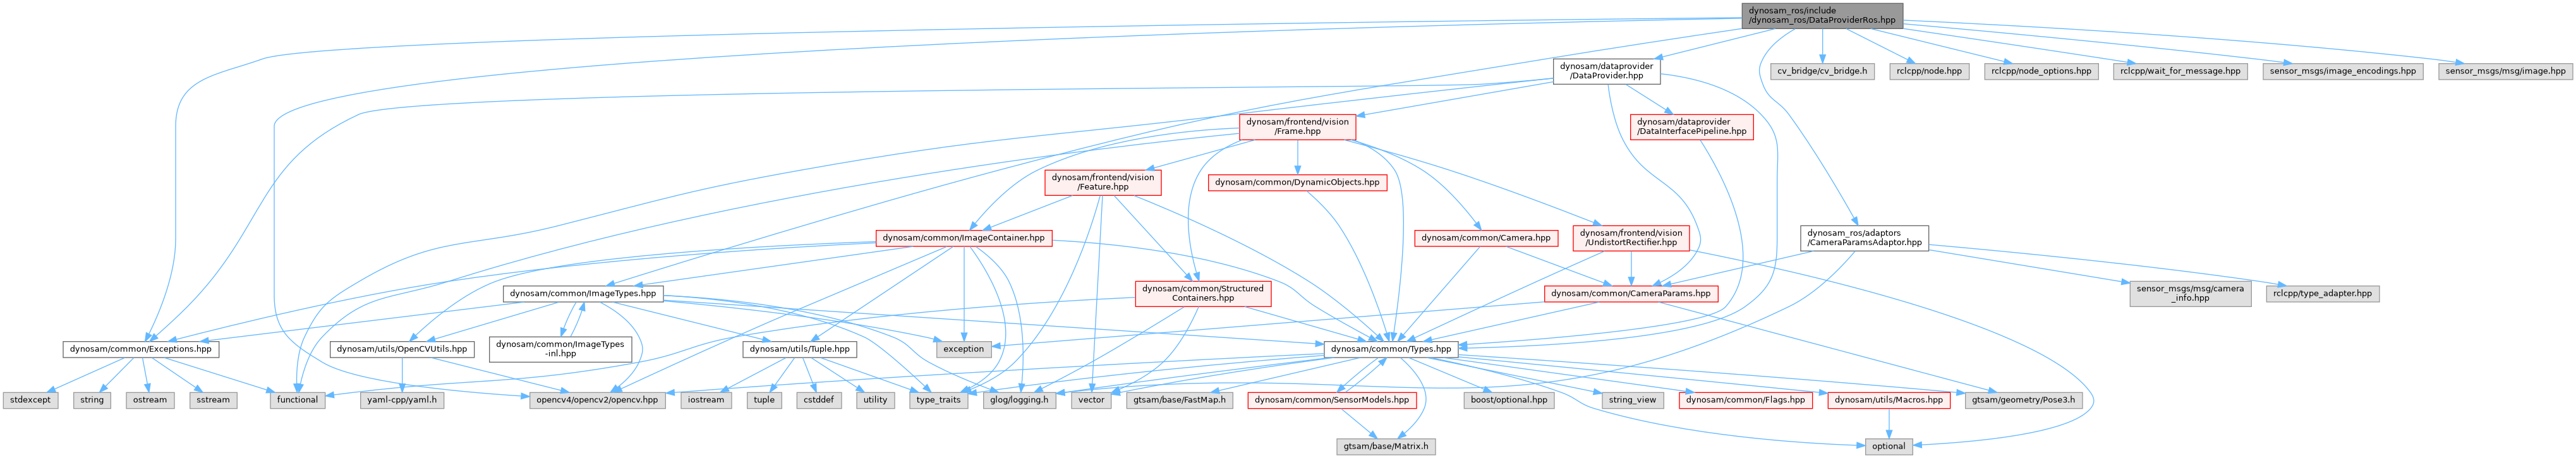 dynosam_ros/include
/dynosam_ros/DataProviderRos.hpp
dynosam/dataprovider
/DataProvider.hpp
cv_bridge/cv_bridge.h
rclcpp/node.hpp
rclcpp/node_options.hpp
rclcpp/wait_for_message.hpp
sensor_msgs/image_encodings.hpp
sensor_msgs/msg/image.hpp
dynosam/frontend/vision
/Frame.hpp
dynosam/dataprovider
/DataInterfacePipeline.hpp
dynosam/frontend/vision
/Feature.hpp
dynosam/common/DynamicObjects.hpp
dynosam/common/ImageContainer.hpp
dynosam/common/Camera.hpp
dynosam/frontend/vision
/UndistortRectifier.hpp
dynosam_ros/adaptors
/CameraParamsAdaptor.hpp
dynosam/common/ImageTypes.hpp
dynosam/common/Structured
Containers.hpp
dynosam/common/CameraParams.hpp
sensor_msgs/msg/camera
_info.hpp
rclcpp/type_adapter.hpp
dynosam/common/Exceptions.hpp
dynosam/utils/OpenCVUtils.hpp
dynosam/common/ImageTypes
-inl.hpp
dynosam/utils/Tuple.hpp
exception
dynosam/common/Types.hpp
stdexcept
string
ostream
sstream
functional
yaml-cpp/yaml.h
opencv4/opencv2/opencv.hpp
iostream
tuple
cstddef
utility
type_traits
glog/logging.h
vector
gtsam/base/FastMap.h
dynosam/common/SensorModels.hpp
boost/optional.hpp
string_view
dynosam/common/Flags.hpp
dynosam/utils/Macros.hpp
gtsam/geometry/Pose3.h
gtsam/base/Matrix.h
optional